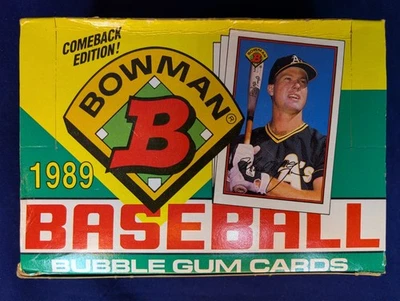 COMEBACK
EDITION!
BOWMAN®
B
1989
BASEBALL
BUBBLE GUM CARDS
A
A's